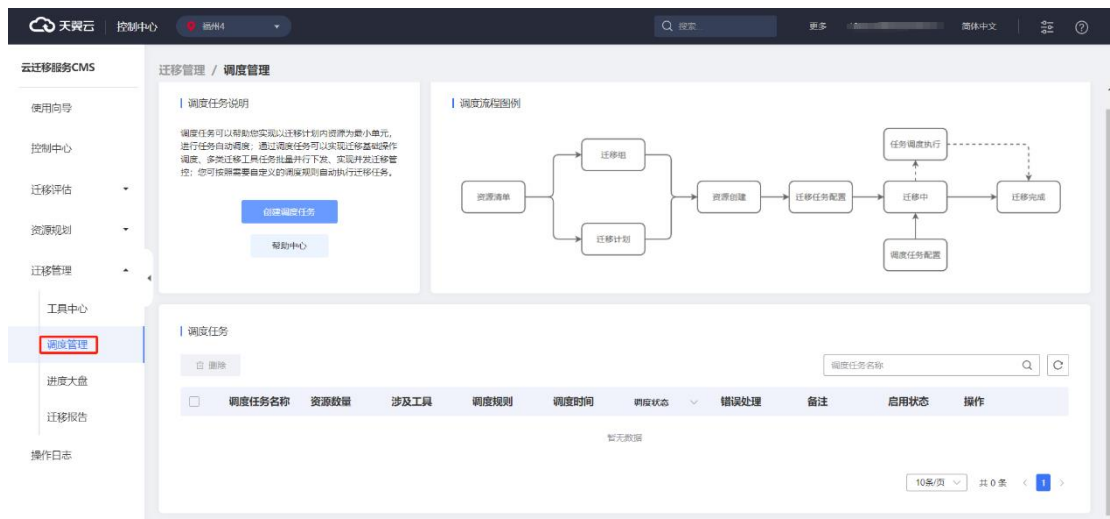 天翼云 控制中心 福州4 搜索... 更多 简体中文
云迁移服务CMS
使用向导
控制中心
迁移评估
资源规划
迁移管理
工具中心
调度管理
进度大盘
迁移报告
操作日志
迁移管理 / 调度管理
调度任务说明
调度任务可以帮助您实现以迁移计划内资源为最小单元，
进行任务自动调度；通过调度任务可以实现迁移基础操作
调度、多类迁移工具任务批量并行下发、实现并发迁移管
控；您可按照需要自定义的调度规则自动执行迁移任务。
创建调度任务
帮助中心
调度流程图例
资源清单
迁移组
迁移计划
资源创建
迁移任务配置
任务调度执行
迁移中
调度任务配置
迁移完成
调度任务
删除
调度任务名称
调度任务名称 资源数量 涉及工具 调度规则 调度时间 调度状态 错误处理 备注 启用状态 操作
暂无数据
10条/页 共 0 条 1